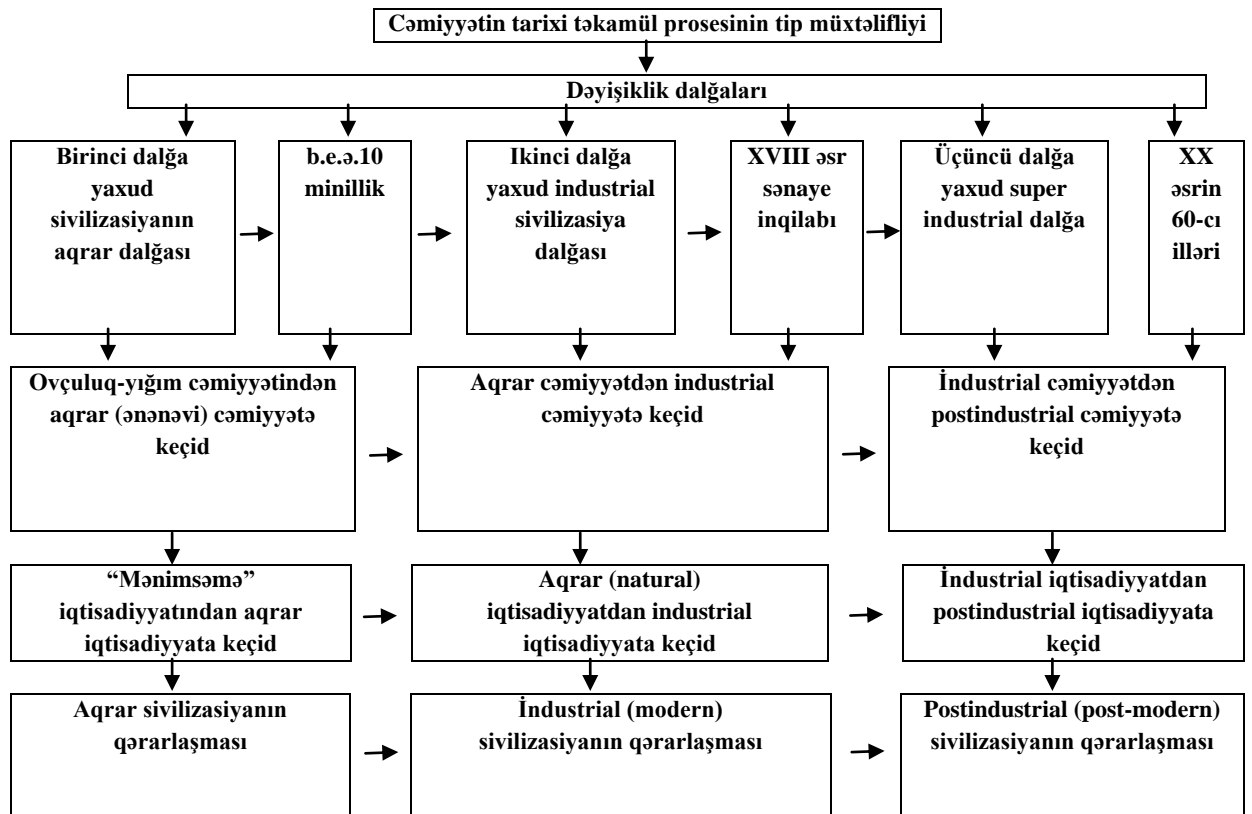 Cəmiyyətin tarixi təkamül prosesinin tip müxtəlifliyi
Dəyişiklik dalğaları
Birinci dalğa
yaxud
sivilizasiyanın
aqrar dalğası
b.e.ə.10
minillik
Ikinci dalğa
yaxud industrial
sivilizasiya
dalğası
XVIII əsr
sənaye
inqilabı
Üçüncü dalğa
yaxud super
industrial dalğa
XX
əsrin
60-cı
illəri
Ovçuluq-yığım cəmiyyətindən
aqrar (ənənəvi) cəmiyyətə
keçid
Aqrar cəmiyyətdən industrial
cəmiyyətə keçid
İndustrial cəmiyyətdən
postindustrial cəmiyyətə
keçid
“Mənimsəmə”
iqtisadiyyatından aqrar
iqtisadiyyata keçid
Aqrar (natural)
iqtisadiyyatdan industrial
iqtisadiyyata keçid
İndustrial iqtisadiyyatdan
postindustrial iqtisadiyyata
keçid
Aqrar sivilizasiyanın
qərarlaşması
İndustrial (modern)
sivilizasiyanın qərarlaşması
Postindustrial (post-modern)
sivilizasiyanın qərarlaşması